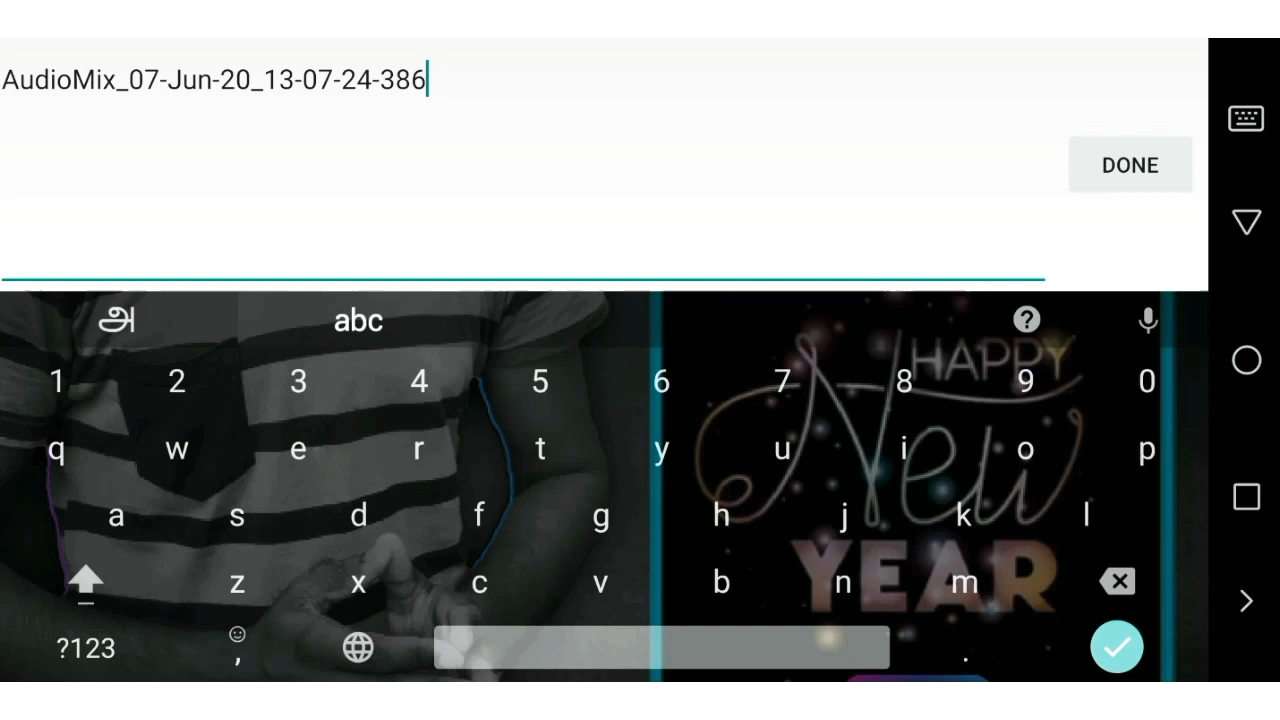 AudioMix_07-Jun-20_13-07-24-386
DONE
அ abc ?
1 2 3 4 5 6 7 8 9 0
q w e r t y u i o p
a s d f g h j k l
z x c v b n m
?123 , .
HAPPY
New
YEAR